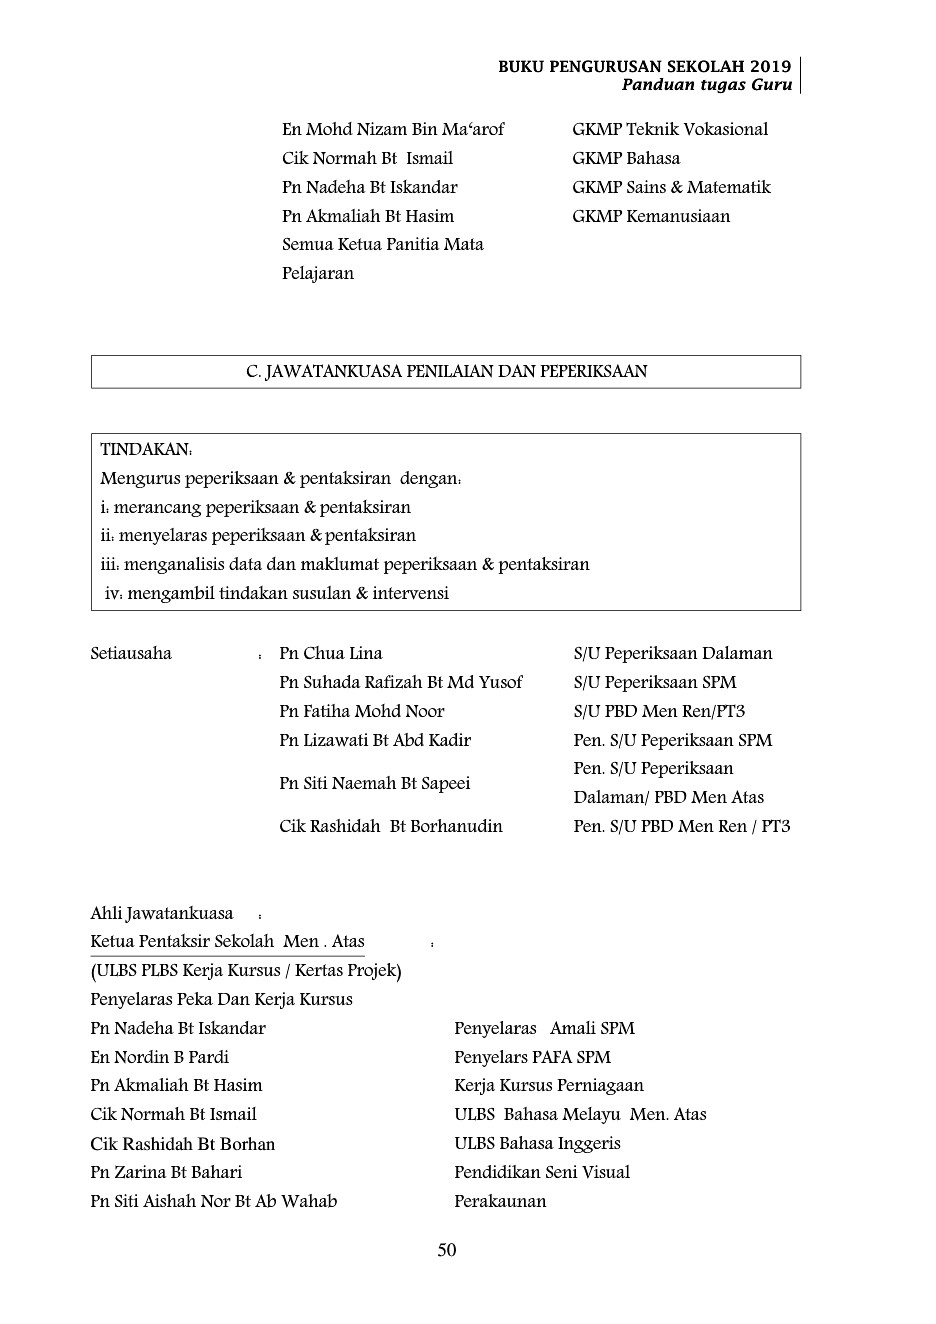 BUKU PENGURUSAN SEKOLAH 2019
Panduan tugas Guru
En Mohd Nizam Bin Ma‘arof GKMP Teknik Vokasional
Cik Normah Bt Ismail GKMP Bahasa
Pn Nadeha Bt Iskandar GKMP Sains & Matematik
Pn Akmaliah Bt Hasim GKMP Kemanusiaan
Semua Ketua Panitia Mata
Pelajaran
C. JAWATANKUASA PENILAIAN DAN PEPERIKSAAN
TINDAKAN:
Mengurus peperiksaan & pentaksiran dengan:
i: merancang peperiksaan & pentaksiran
ii: menyelaras peperiksaan & pentaksiran
iii: menganalisis data dan maklumat peperiksaan & pentaksiran
iv: mengambil tindakan susulan & intervensi
Setiausaha : Pn Chua Lina S/U Peperiksaan Dalaman
Pn Suhada Rafizah Bt Md Yusof S/U Peperiksaan SPM
Pn Fatiha Mohd Noor S/U PBD Men Ren/PT3
Pn Lizawati Bt Abd Kadir Pen. S/U Peperiksaan SPM
Pn Siti Naemah Bt Sapeei Pen. S/U Peperiksaan
Dalaman/ PBD Men Atas
Cik Rashidah Bt Borhanudin Pen. S/U PBD Men Ren / PT3
Ahli Jawatankuasa :
Ketua Pentaksir Sekolah Men . Atas :
(ULBS PLBS Kerja Kursus / Kertas Projek)
Penyelaras Peka Dan Kerja Kursus
Pn Nadeha Bt Iskandar Penyelaras Amali SPM
En Nordin B Pardi Penyelars PAFA SPM
Pn Akmaliah Bt Hasim Kerja Kursus Perniagaan
Cik Normah Bt Ismail ULBS Bahasa Melayu Men. Atas
Cik Rashidah Bt Borhan ULBS Bahasa Inggeris
Pn Zarina Bt Bahari Pendidikan Seni Visual
Pn Siti Aishah Nor Bt Ab Wahab Perakaunan
50